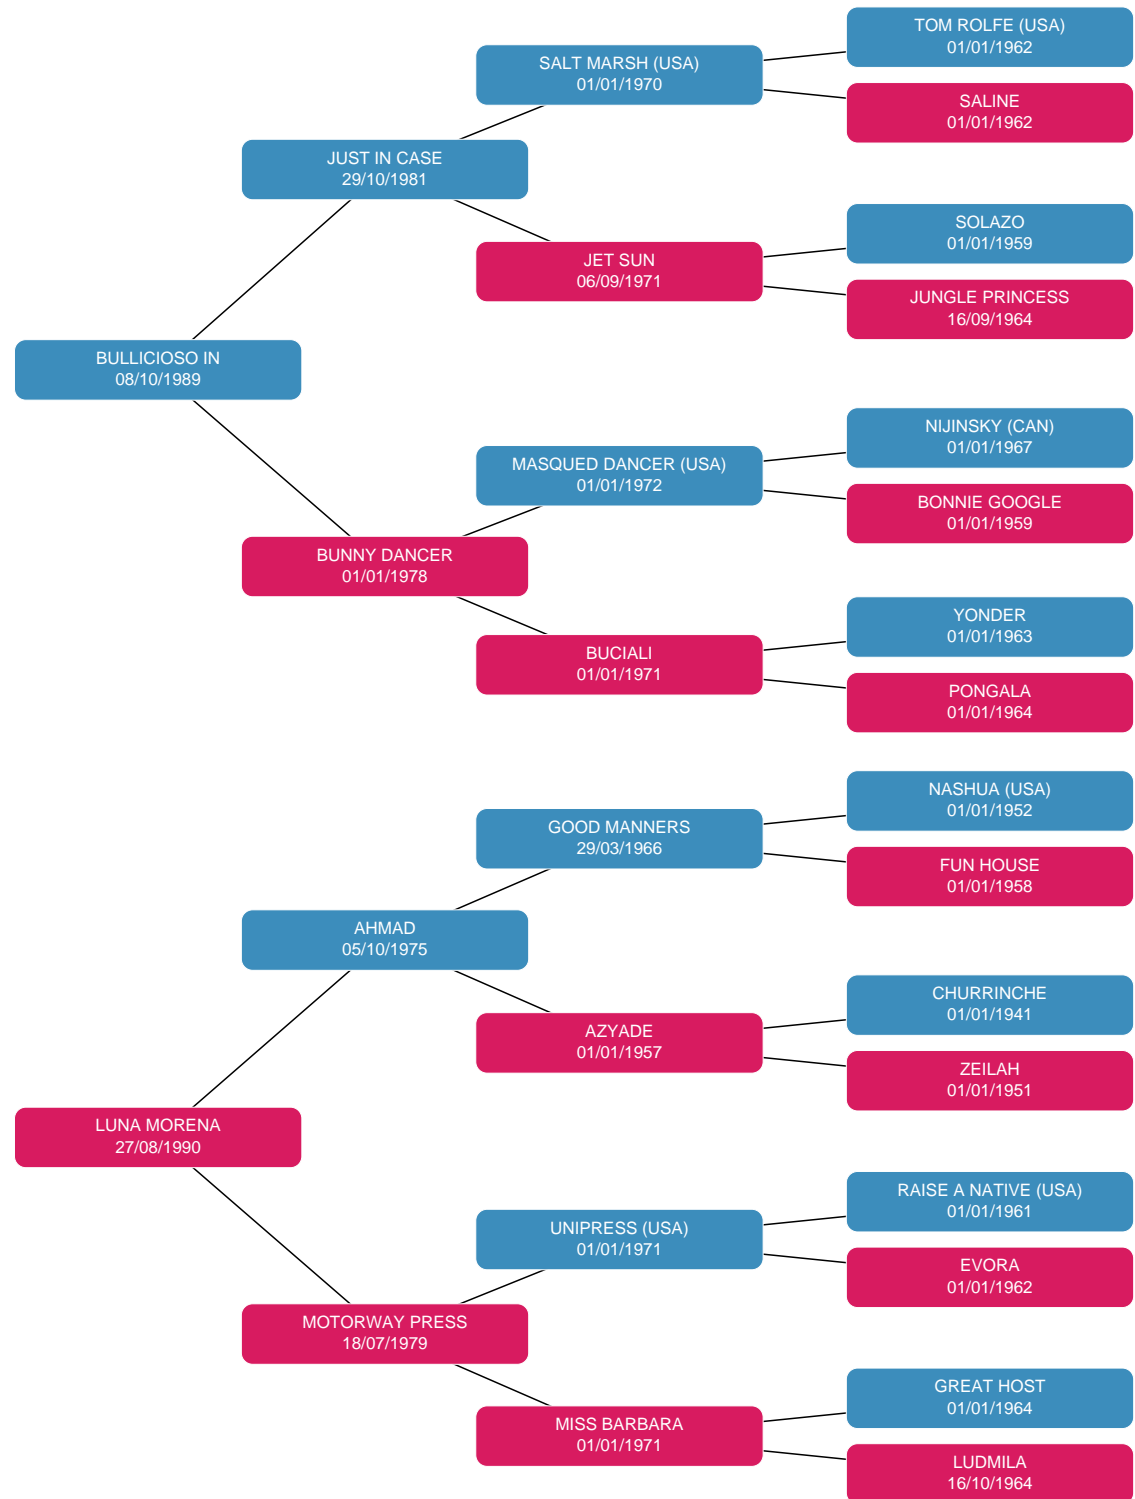 TOM ROLFE (USA)
01/01/1962
SALT MARSH (USA)
01/01/1970
SALINE
01/01/1962
JUST IN CASE
29/10/1981
SOLAZO
01/01/1959
JET SUN
06/09/1971
JUNGLE PRINCESS
16/09/1964
BULLICIOSO IN
08/10/1989
NIJINSKY (CAN)
01/01/1967
MASQUED DANCER (USA)
01/01/1972
BONNIE GOOGLE
01/01/1959
BUNNY DANCER
01/01/1978
YONDER
01/01/1963
BUCIALI
01/01/1971
PONGALA
01/01/1964
NASHUA (USA)
01/01/1952
GOOD MANNERS
29/03/1966
FUN HOUSE
01/01/1958
AHMAD
05/10/1975
CHURRINCHE
01/01/1941
AZYADE
01/01/1957
ZEILAH
01/01/1951
LUNA MORENA
27/08/1990
RAISE A NATIVE (USA)
01/01/1961
UNIPRESS (USA)
01/01/1971
EVORA
01/01/1962
MOTORWAY PRESS
18/07/1979
GREAT HOST
01/01/1964
MISS BARBARA
01/01/1971
LUDMILA
16/10/1964